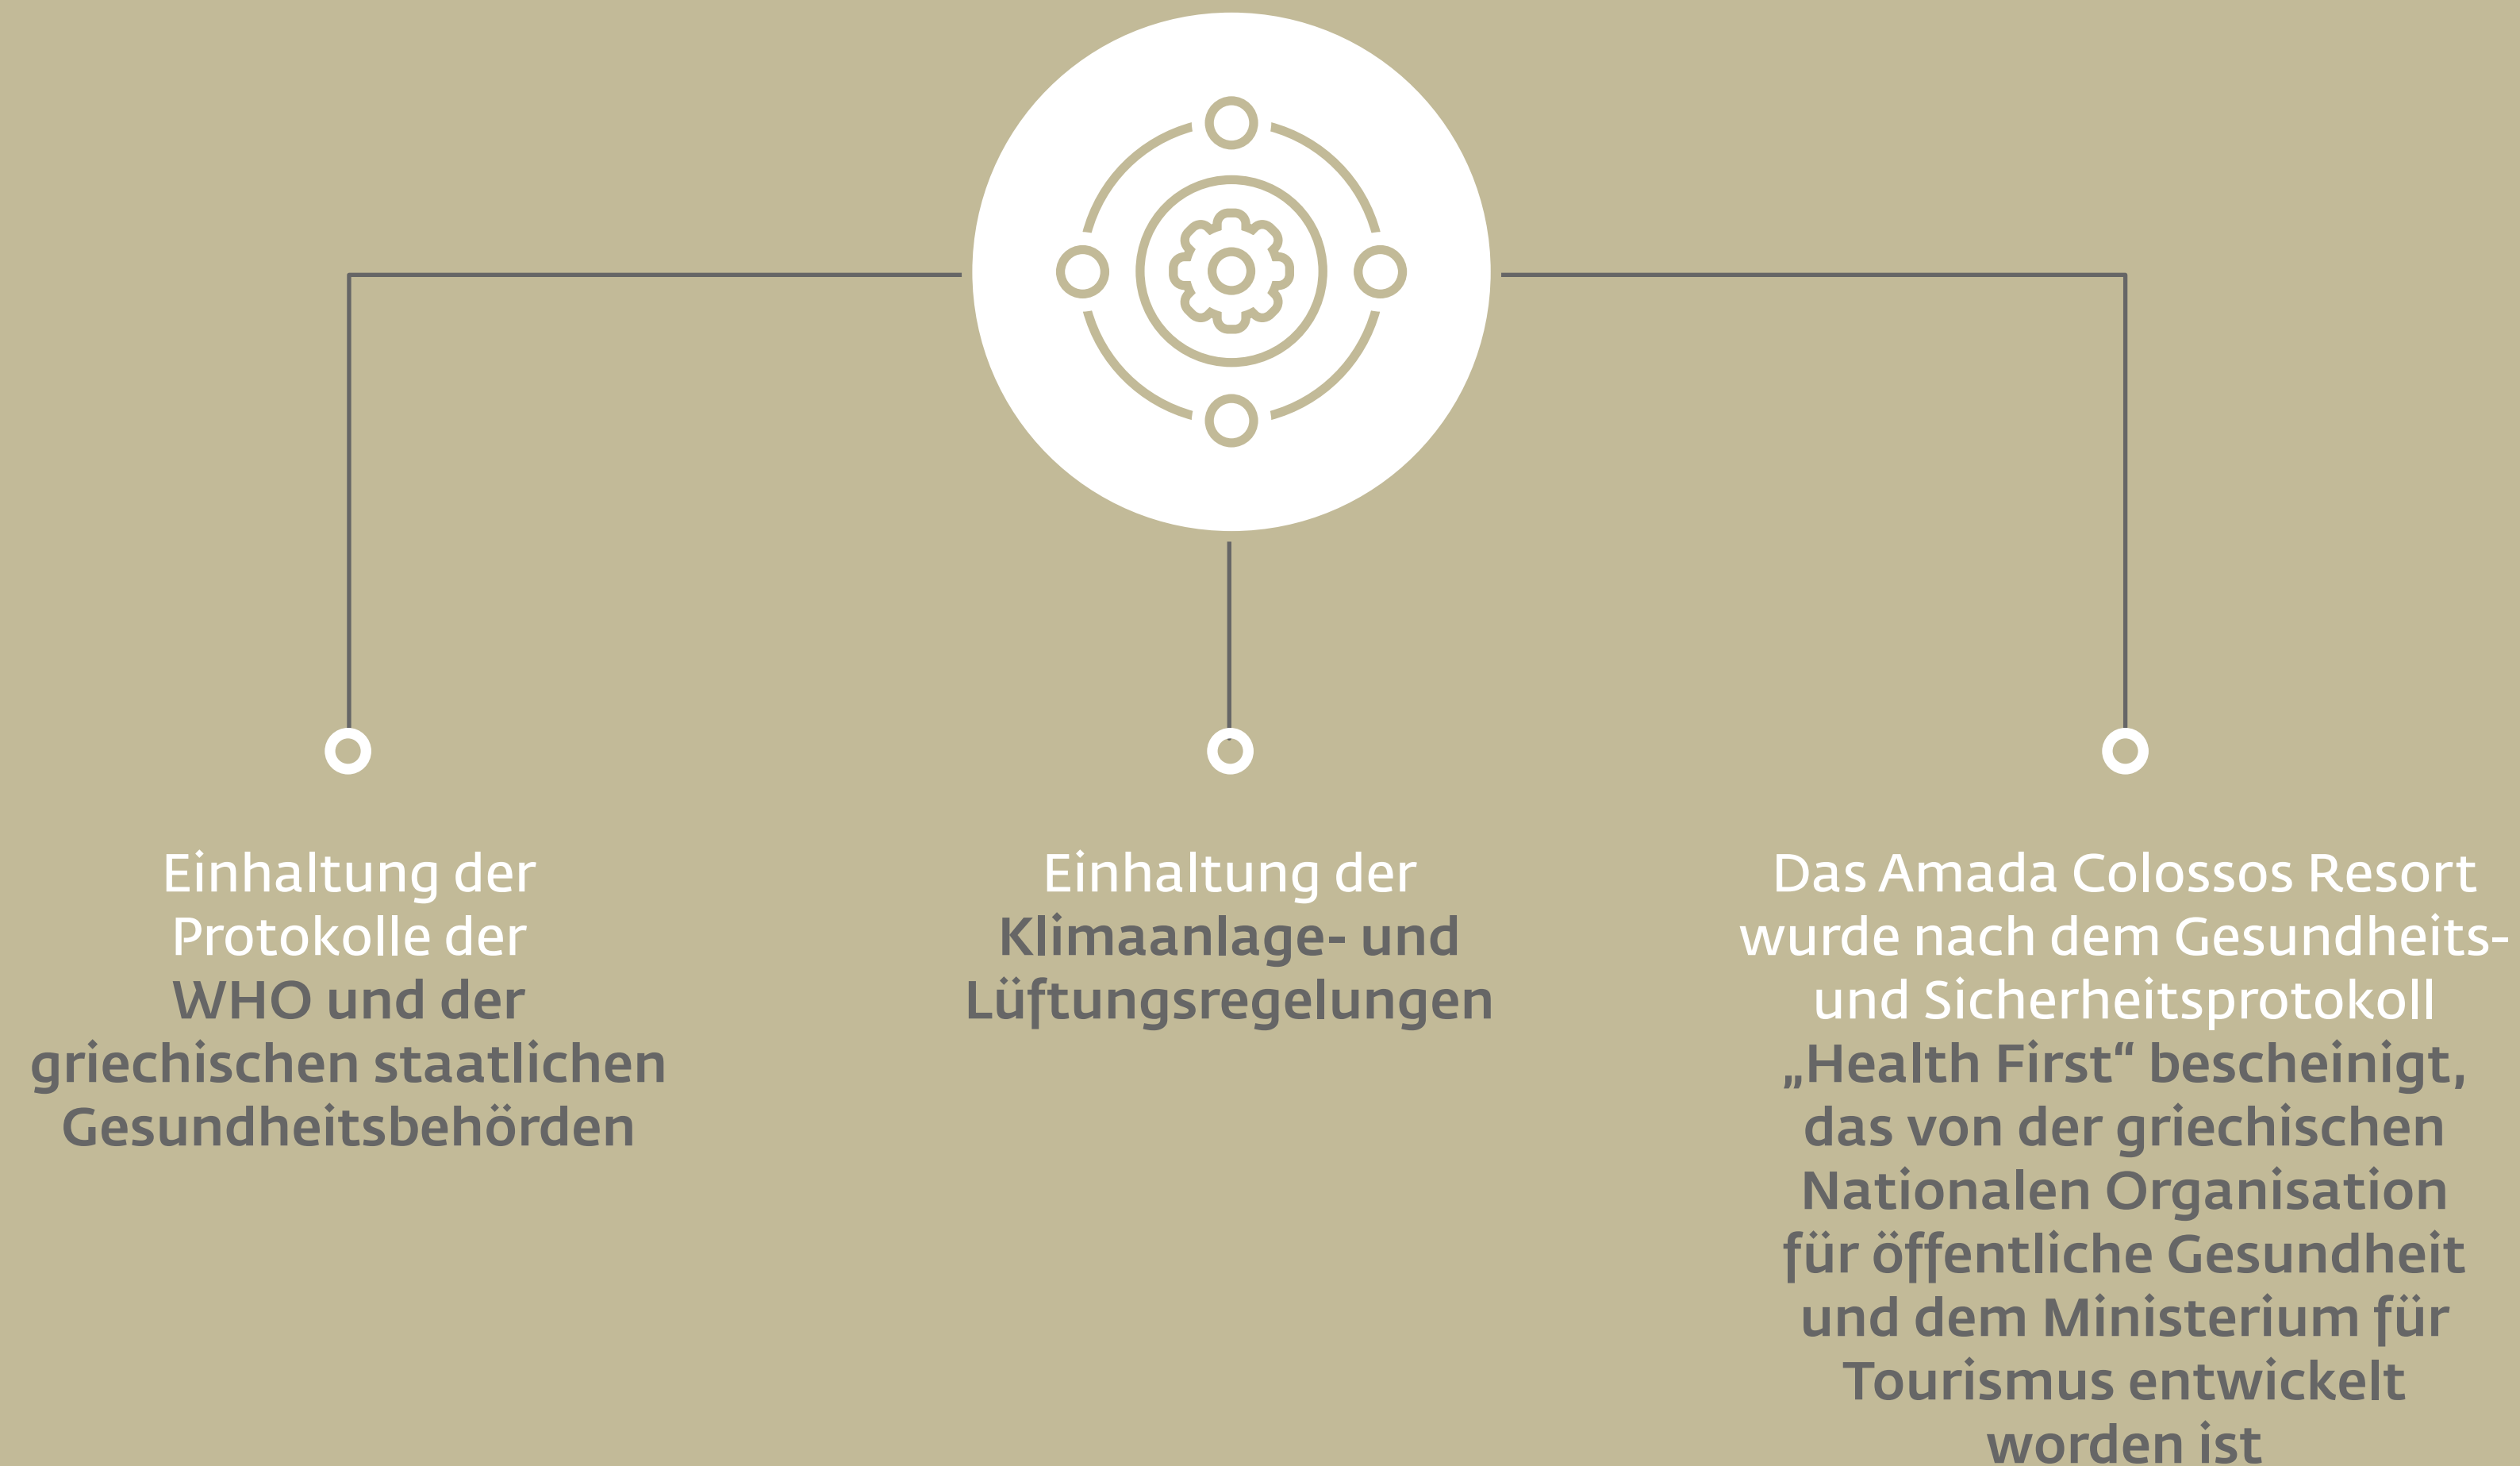 Einhaltung der
Protokolle der
WHO und der
griechischen staatlichen
Gesundheitsbehörden
Einhaltung der
Klimaanlage- und
Lüftungsregelungen
Das Amada Colossos Resort
wurde nach dem Gesundheits-
und Sicherheitsprotokoll
„Health First“ bescheinigt,
das von der griechischen
Nationalen Organisation
für öffentliche Gesundheit
und dem Ministerium für
Tourismus entwickelt
worden ist